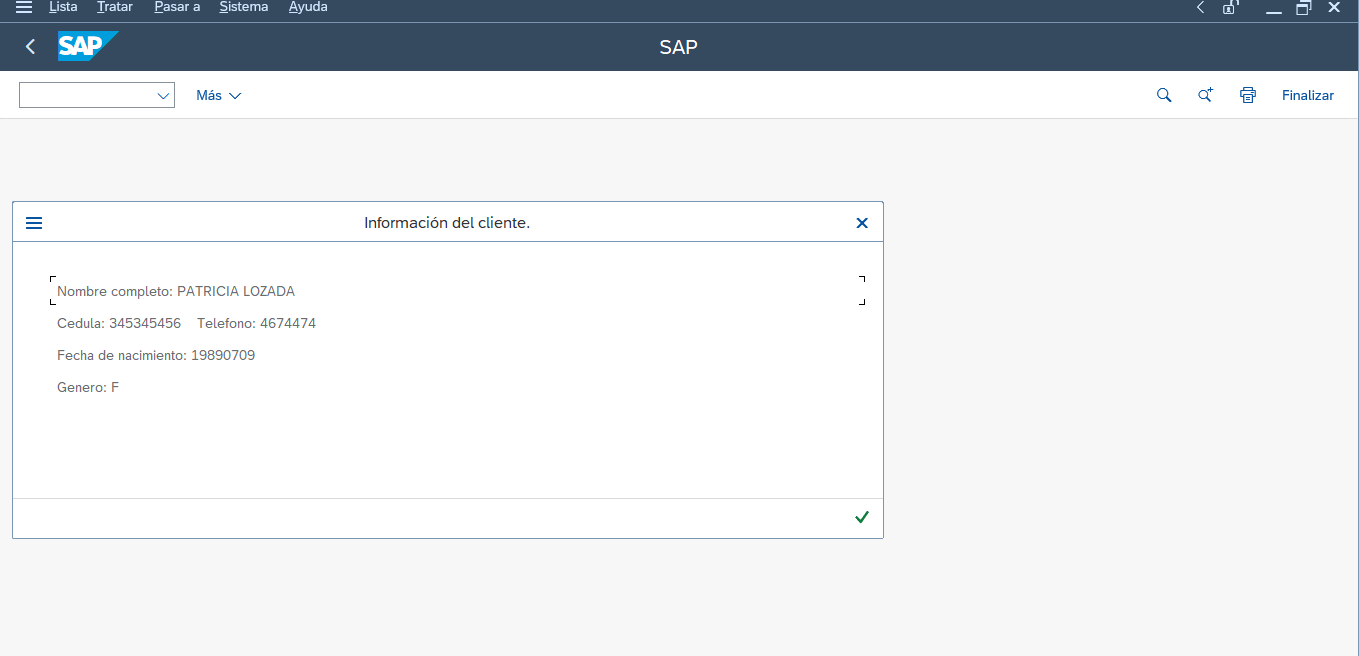 Lista Tratar Pasar a Sistema Ayuda
SAP SAP
Más Finalizar
Información del cliente.
Nombre completo: PATRICIA LOZADA
Cedula: 345345456 Telefono: 4674474
Fecha de nacimiento: 19890709
Genero: F